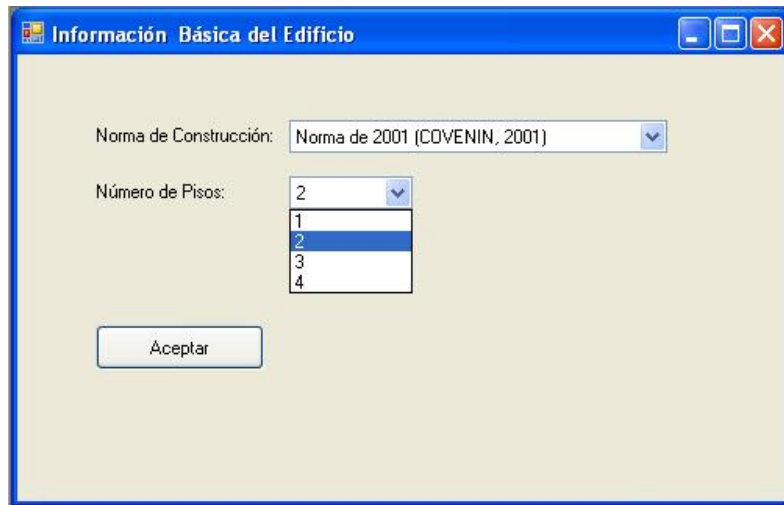 Información Básica del Edificio
Norma de Construcción: Norma de 2001 (COVENIN, 2001)
Número de Pisos: 2
1
2
3
4
Aceptar